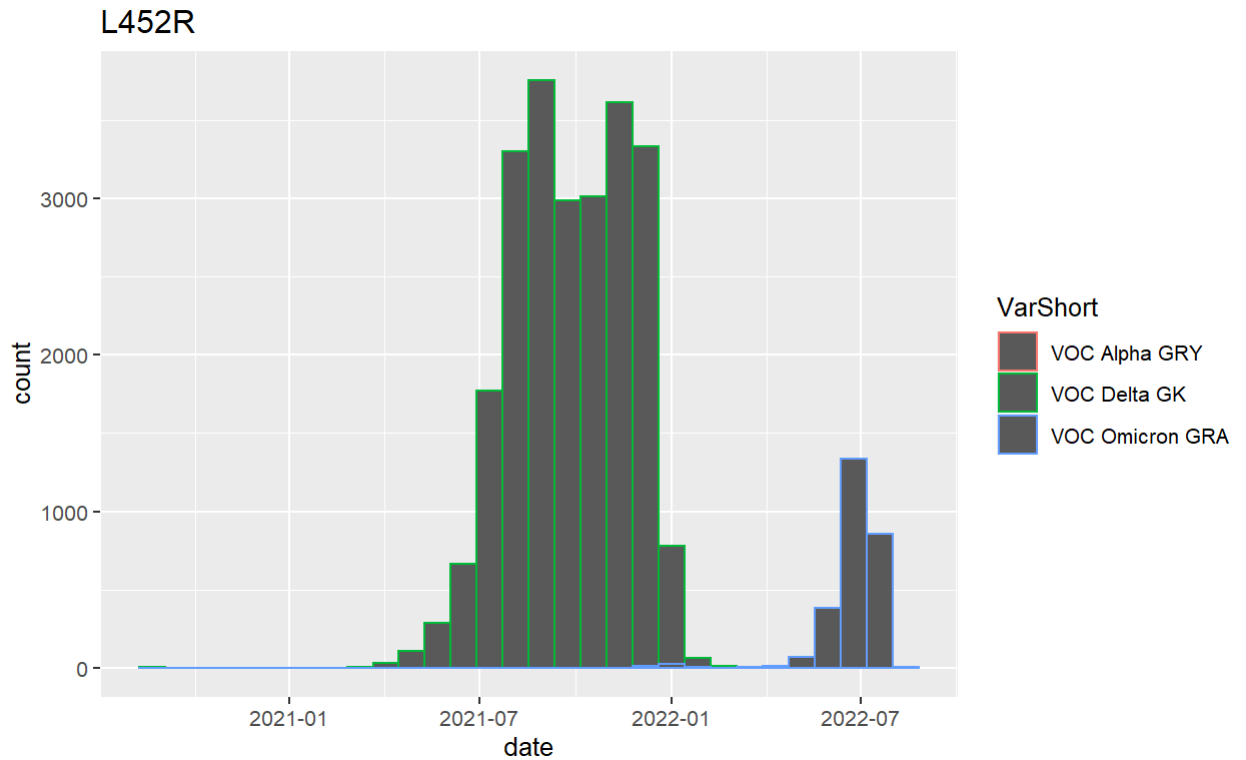 L452R
count
3000
2000
1000
0
2021-01
2021-07
2022-01
2022-07
date
VarShort
VOC Alpha GRY
VOC Delta GK
VOC Omicron GRA